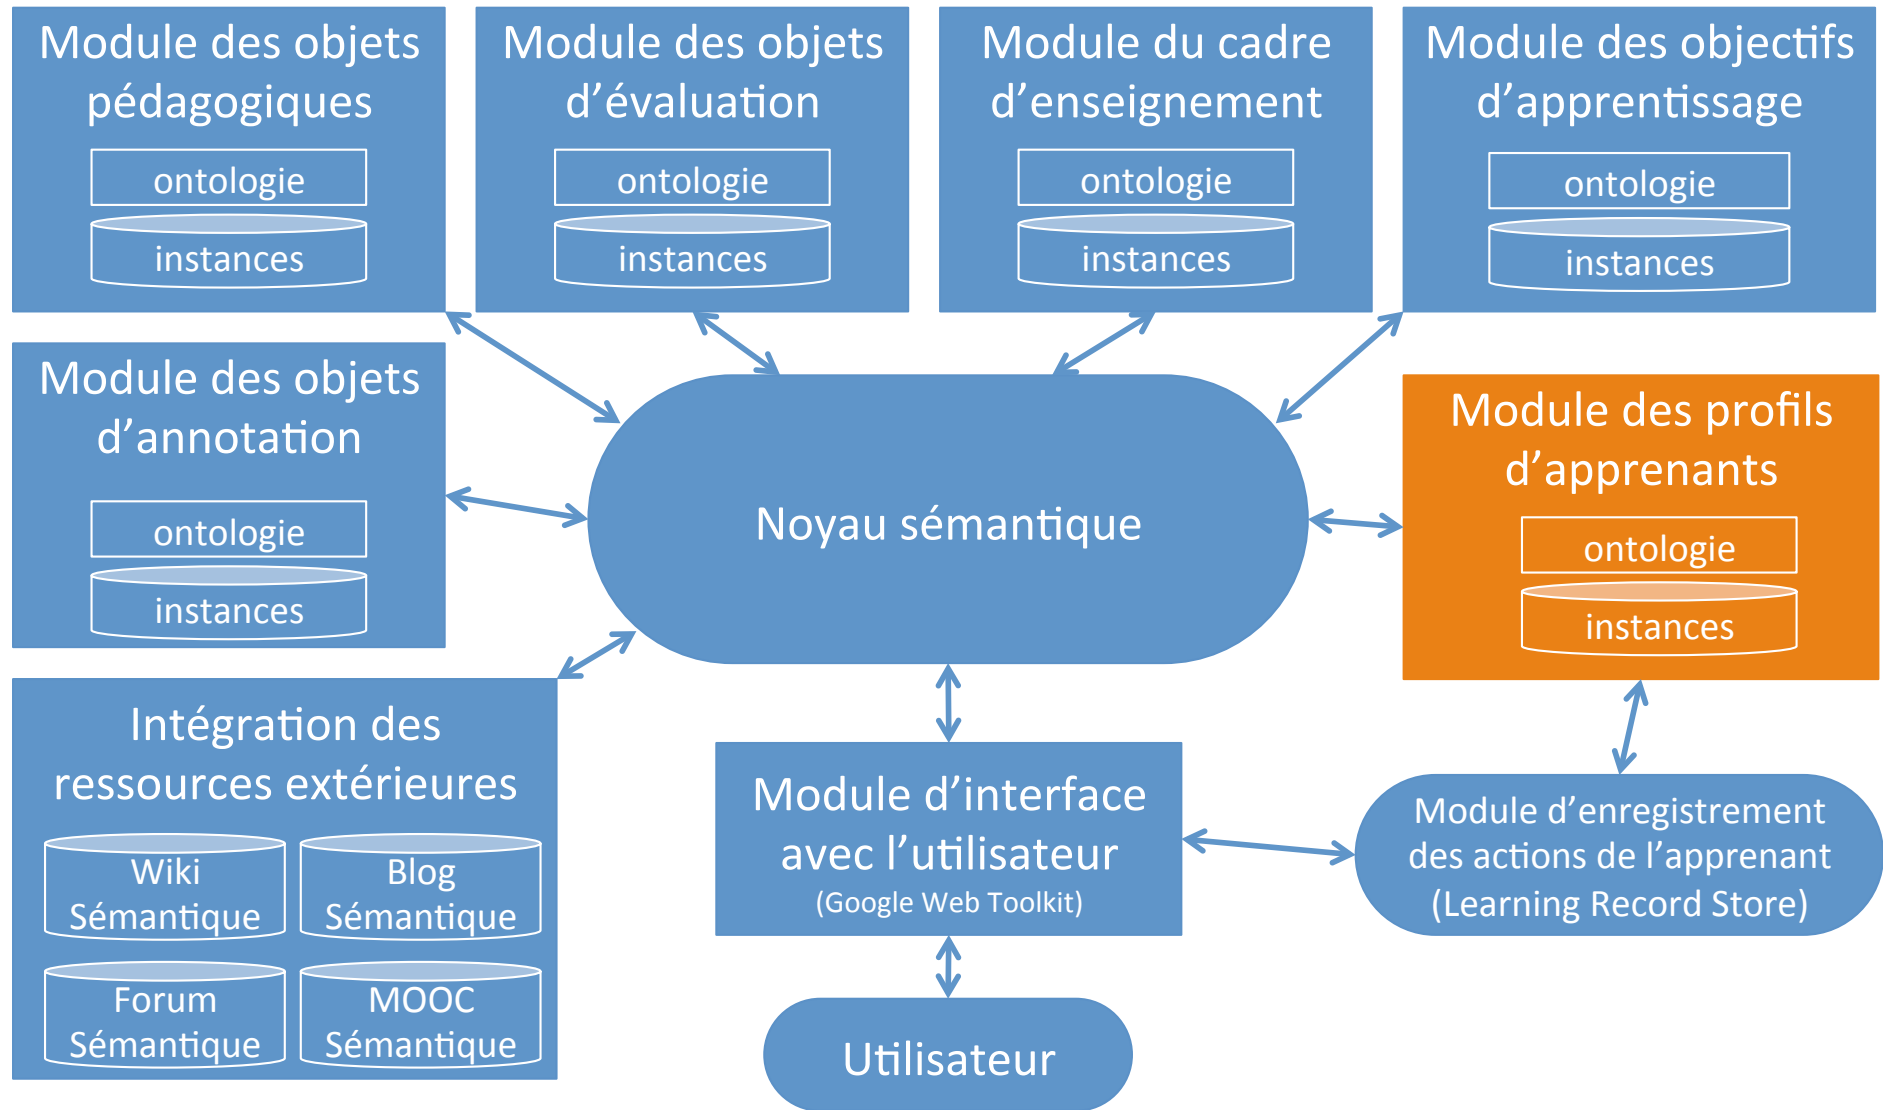 Module des objets
pédagogiques
ontologie
instances
Module des objets
d’évaluation
ontologie
instances
Module du cadre
d’enseignement
ontologie
instances
Module des objectifs
d’apprentissage
ontologie
instances
Module des objets
d’annotation
ontologie
instances
Noyau sémantique
Module des profils
d’apprenants
ontologie
instances
Intégration des
ressources extérieures
Wiki
Sémantique
Blog
Sémantique
Forum
Sémantique
MOOC
Sémantique
Module d’interface
avec l’utilisateur
(Google Web Toolkit)
Module d’enregistrement
des actions de l’apprenant
(Learning Record Store)
Utilisateur